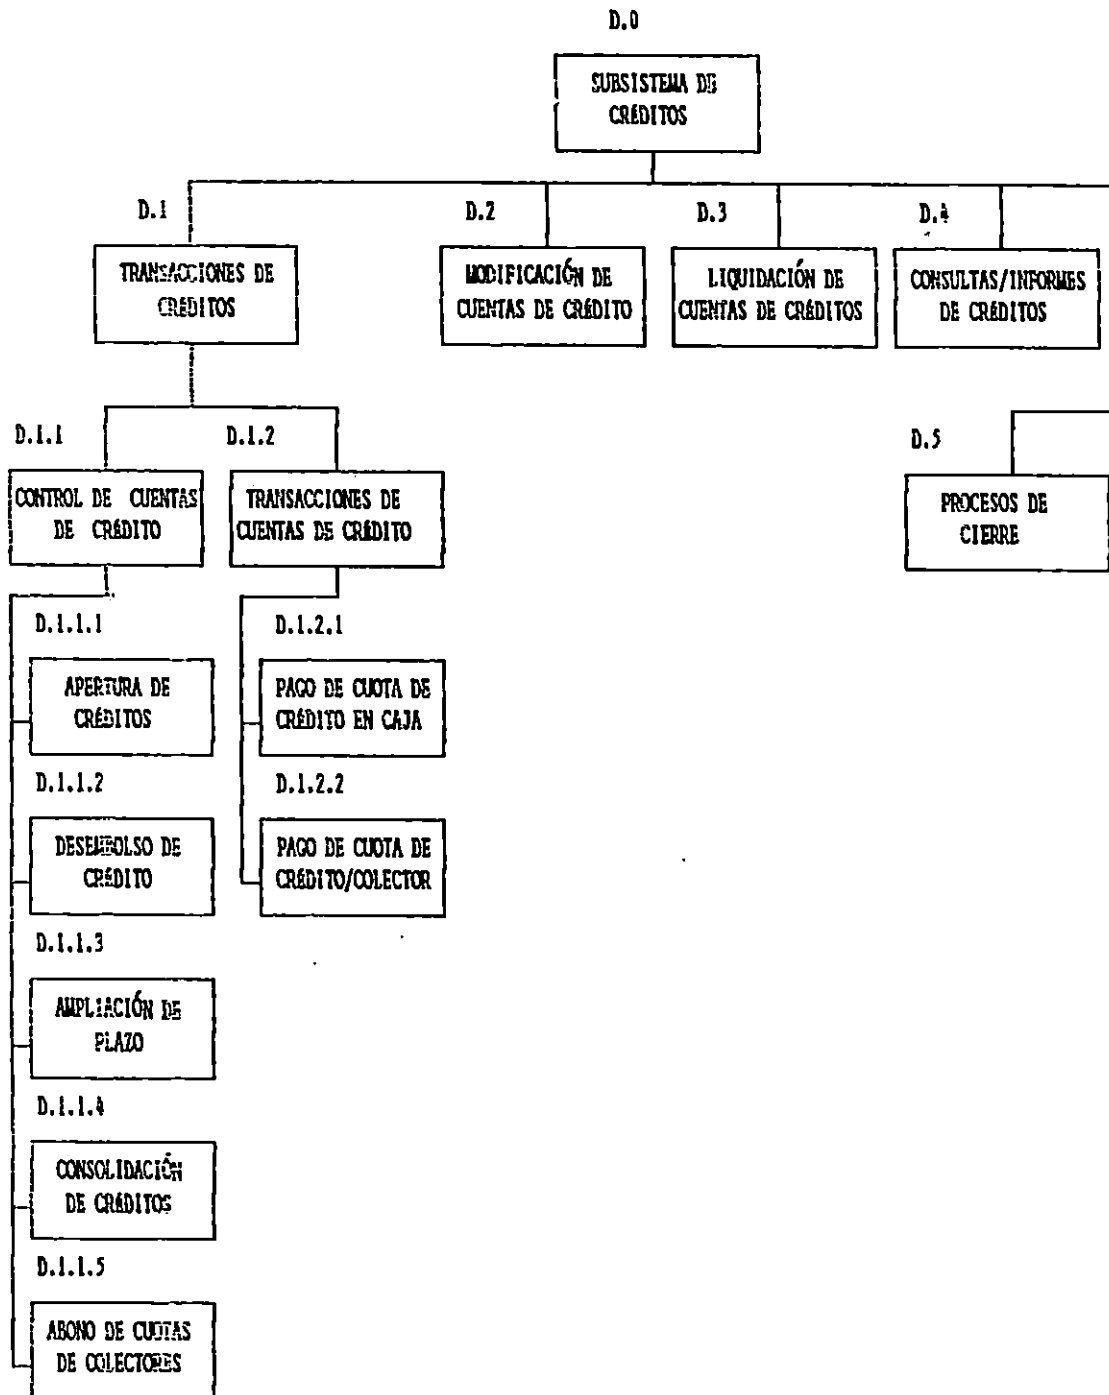 D.0
SUBSISTEMA DE
CRÉDITOS
D.1
D.2
D.3
D.4
TRANSACCIONES DE
CRÉDITOS
MODIFICACIÓN DE
CUENTAS DE CRÉDITO
LIQUIDACIÓN DE
CUENTAS DE CRÉDITOS
CONSULTAS/INFORMES
DE CRÉDITOS
D.1.1
D.1.2
D.5
CONTROL DE CUENTAS
DE CRÉDITO
TRANSACCIONES DE
CUENTAS DE CRÉDITO
PROCESOS DE
CIERRE
D.1.1.1
APERTURA DE
CRÉDITOS
D.1.1.2
DESEMBOLSO DE
CRÉDITO
D.1.1.3
AMPLIACIÓN DE
PLAZO
D.1.1.4
CONSOLIDACIÓN
DE CRÉDITOS
D.1.1.5
ABONO DE CUOTAS
DE COLECTORES
D.1.2.1
PAGO DE CUOTA DE
CRÉDITO EN CAJA
D.1.2.2
PAGO DE CUOTA DE
CRÉDITO/COLECTOR